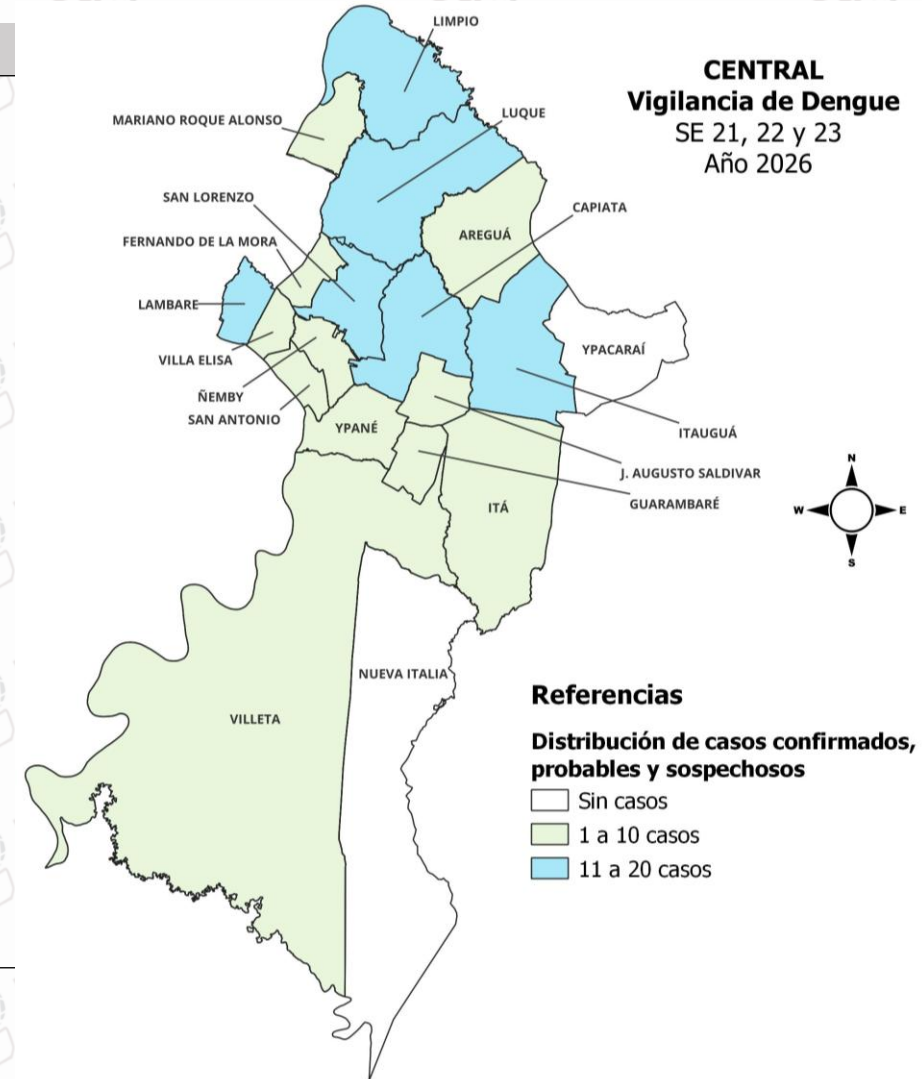 CENTRAL
Vigilancia de Dengue
SE 21, 22 y 23
Año 2026
LIMPIO
MARIANO ROQUE ALONSO
LUQUE
SAN LORENZO
CAPIATA
FERNANDO DE LA MORA
AREGUÁ
LAMBARE
YPACARAÍ
VILLA ELISA
ÑEMBY
SAN ANTONIO
YPANÉ
ITAUGUÁ
J. AUGUSTO SALDIVAR
GUARAMBARÉ
ITÁ
N
W
E
S
NUEVA ITALIA
VILLETA
Referencias
Distribución de casos confirmados,
probables y sospechosos
Sin casos
1 a 10 casos
11 a 20 casos